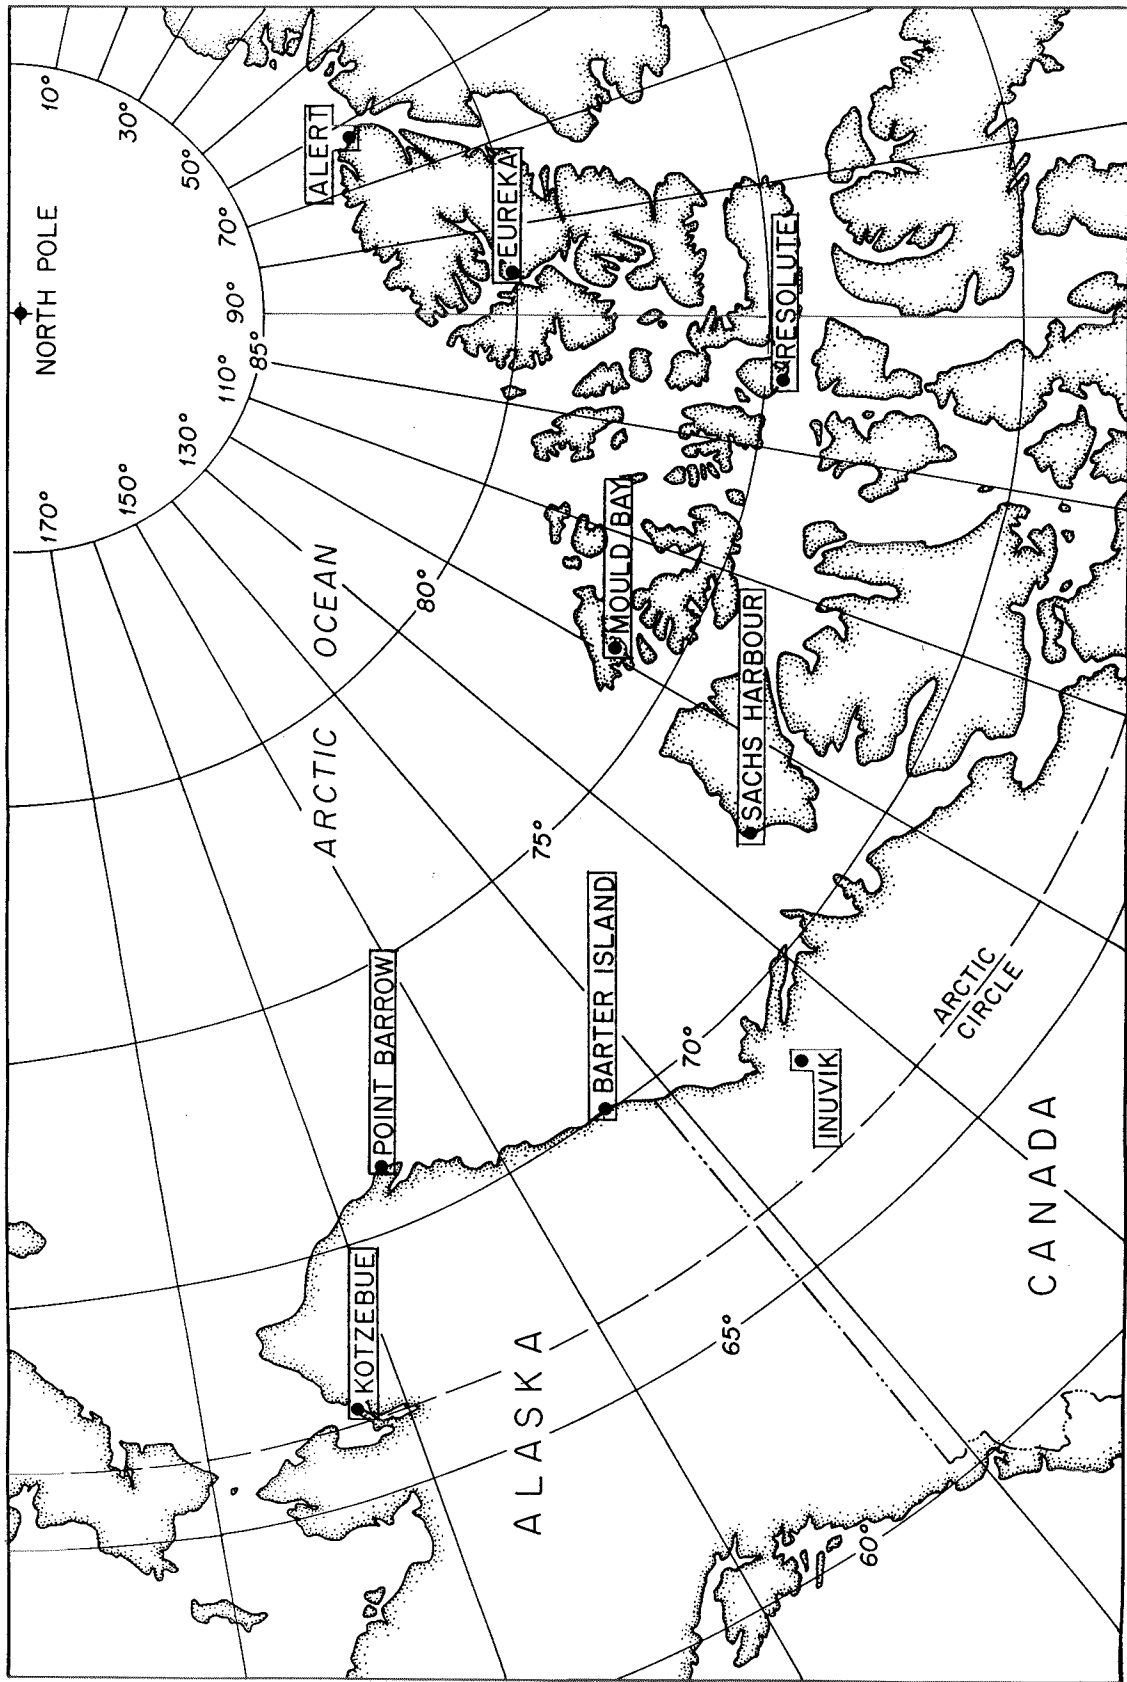 NORTH POLE
10°
30°
50°
70°
90°
85°
110°
130°
150°
170°
ALERT
EUREKA
RESOLUTE
MOULD BAY
SACHS HARBOUR
ARCTIC OCEAN
80°
75°
POINT BARROW
BARTER ISLAND
70°
INUVIK
ARCTIC
CIRCLE
KOTZEBUE
ALASKA
65°
CANADA
60°